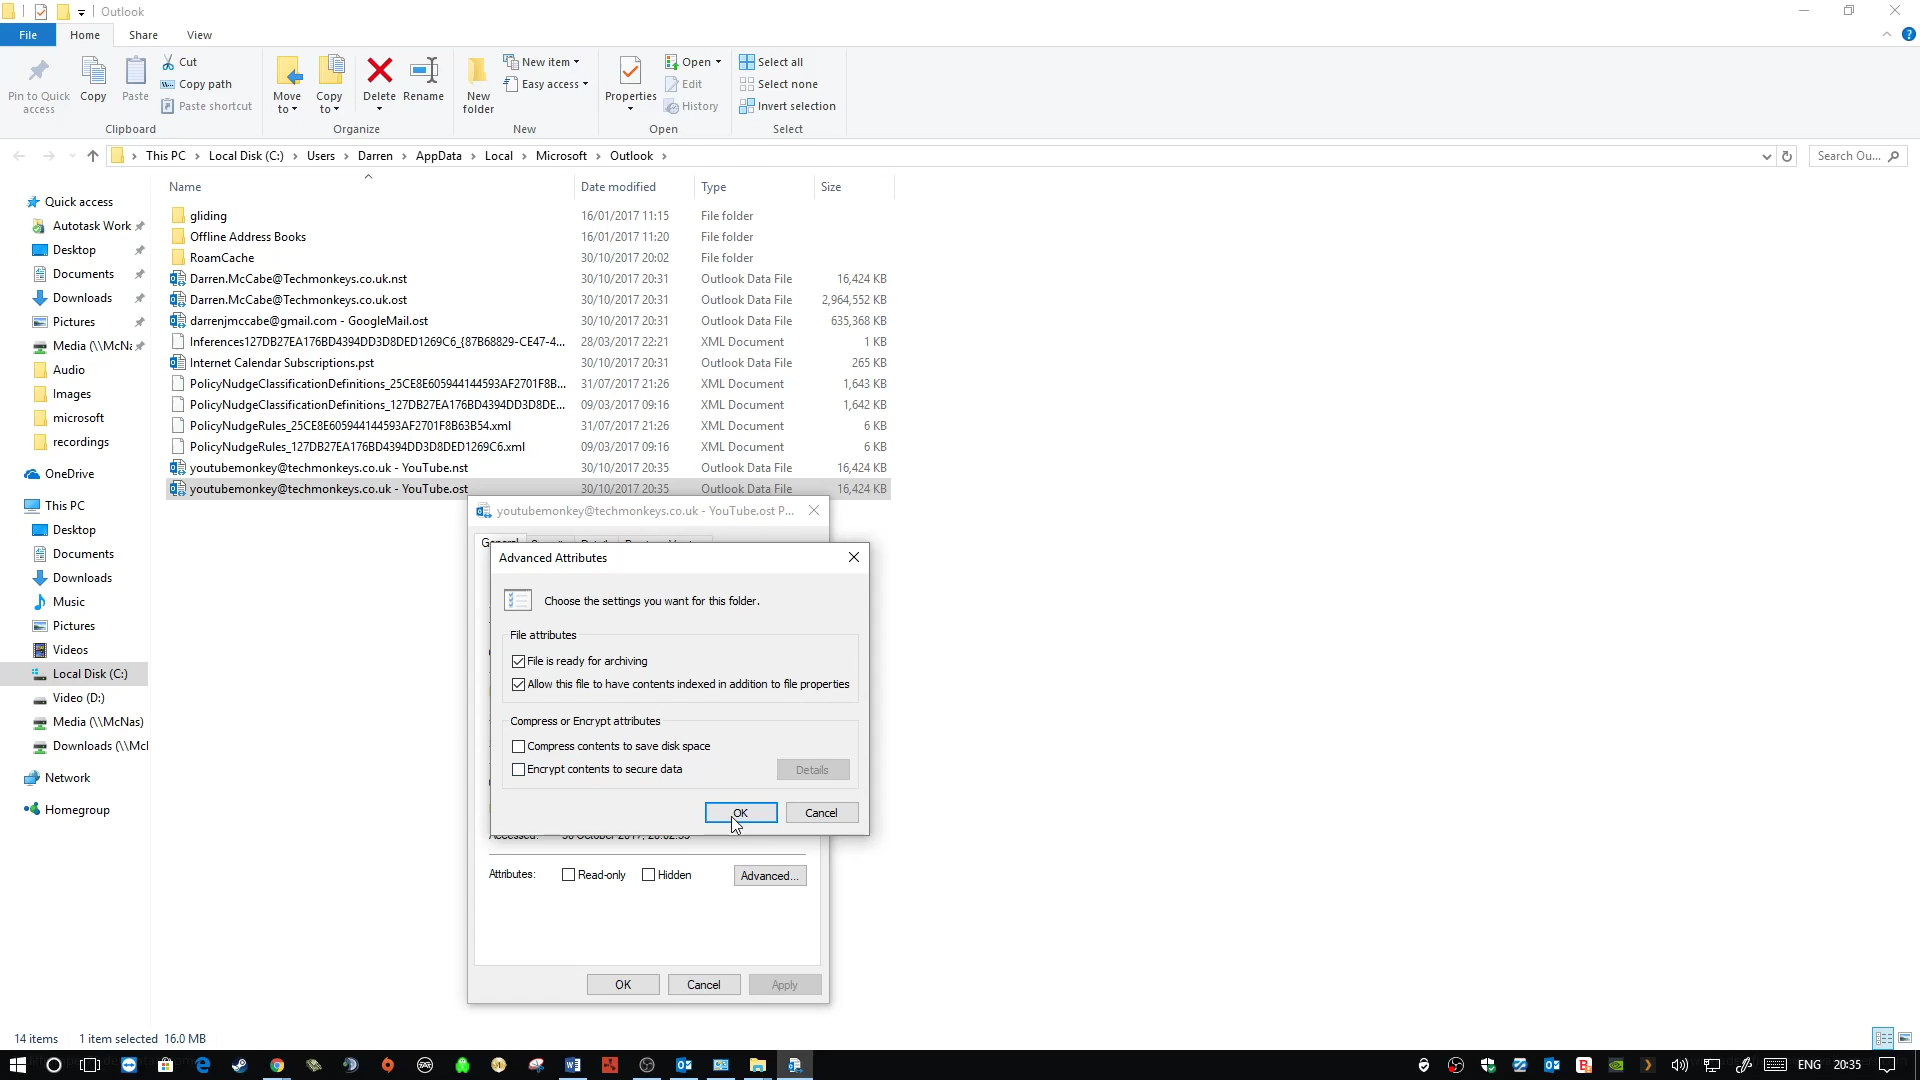 Outlook
File
Home
Share
View
Pin to Quick access
Copy
Paste
Cut
Copy path
Paste shortcut
Clipboard
Move to
Copy to
Delete
Rename
Organize
New folder
New item
Easy access
New
Properties
Open
Edit
History
Open
Select all
Select none
Invert selection
Select
This PC > Local Disk (C:) > Users > Darren > AppData > Local > Microsoft > Outlook >
Search Ou...
Name Date modified Type Size
gliding 16/01/2017 11:15 File folder
Offline Address Books 16/01/2017 11:20 File folder
RoamCache 30/10/2017 20:02 File folder
Darren.McCabe@Techmonkeys.co.uk.nst 30/10/2017 20:31 Outlook Data File 16,424 KB
Darren.McCabe@Techmonkeys.co.uk.ost 30/10/2017 20:31 Outlook Data File 2,964,552 KB
darrenjmccabe@gmail.com - GoogleMail.ost 30/10/2017 20:31 Outlook Data File 635,368 KB
Inferences127DB27EA176BD4394DD3D8DED1269C6_{87B68829-CE47-4... 28/03/2017 22:21 XML Document 1 KB
Internet Calendar Subscriptions.pst 30/10/2017 20:31 Outlook Data File 265 KB
PolicyNudgeClassificationDefinitions_25CE8E605944144593AF2701F8B... 31/07/2017 21:26 XML Document 1,643 KB
PolicyNudgeClassificationDefinitions_127DB27EA176BD4394DD3D8DE... 09/03/2017 09:16 XML Document 1,642 KB
PolicyNudgeRules_25CE8E605944144593AF2701F8B63B54.xml 31/07/2017 21:26 XML Document 6 KB
PolicyNudgeRules_127DB27EA176BD4394DD3D8DED1269C6.xml 09/03/2017 09:16 XML Document 6 KB
youtubemonkey@techmonkeys.co.uk - YouTube.nst 30/10/2017 20:35 Outlook Data File 16,424 KB
youtubemonkey@techmonkeys.co.uk - YouTube.ost 30/10/2017 20:35 Outlook Data File 16,424 KB
Quick access
Autotask Work
Desktop
Documents
Downloads
Pictures
Media (\\McNa
Audio
Images
microsoft
recordings
OneDrive
This PC
Desktop
Documents
Downloads
Music
Pictures
Videos
Local Disk (C:)
Video (D:)
Media (\\McNas)
Downloads (\\Mcl
Network
Homegroup
youtubemonkey@techmonkeys.co.uk - YouTube.ost P...
General
Advanced Attributes
Choose the settings you want for this folder.
File attributes
File is ready for archiving
Allow this file to have contents indexed in addition to file properties
Compress or Encrypt attributes
Compress contents to save disk space
Encrypt contents to secure data
Details
OK
Cancel
Attributes:
Read-only
Hidden
Advanced...
OK
Cancel
Apply
14 items 1 item selected 16.0 MB
ENG 20:35